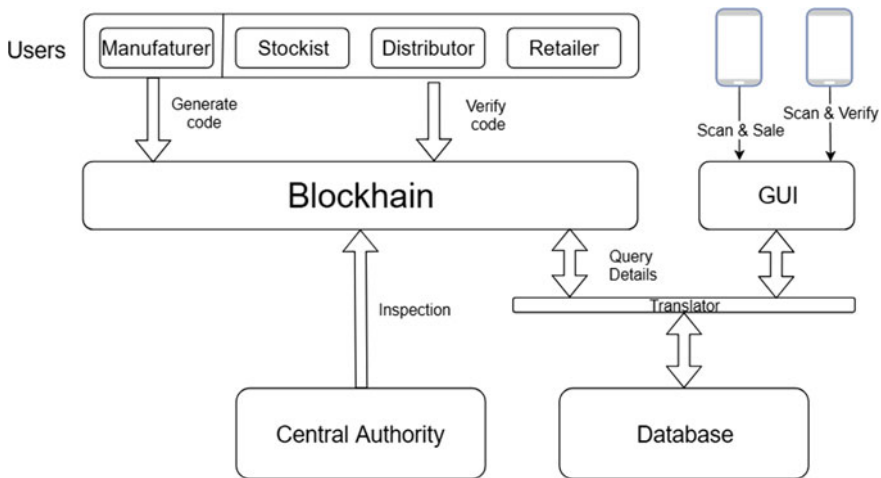 Users
Manufaturer
Stockist
Distributor
Retailer
Generate
code
Verify
code
Scan & Sale
Scan & Verify
Blockhain
GUI
Query
Details
Translator
Inspection
Central Authority
Database